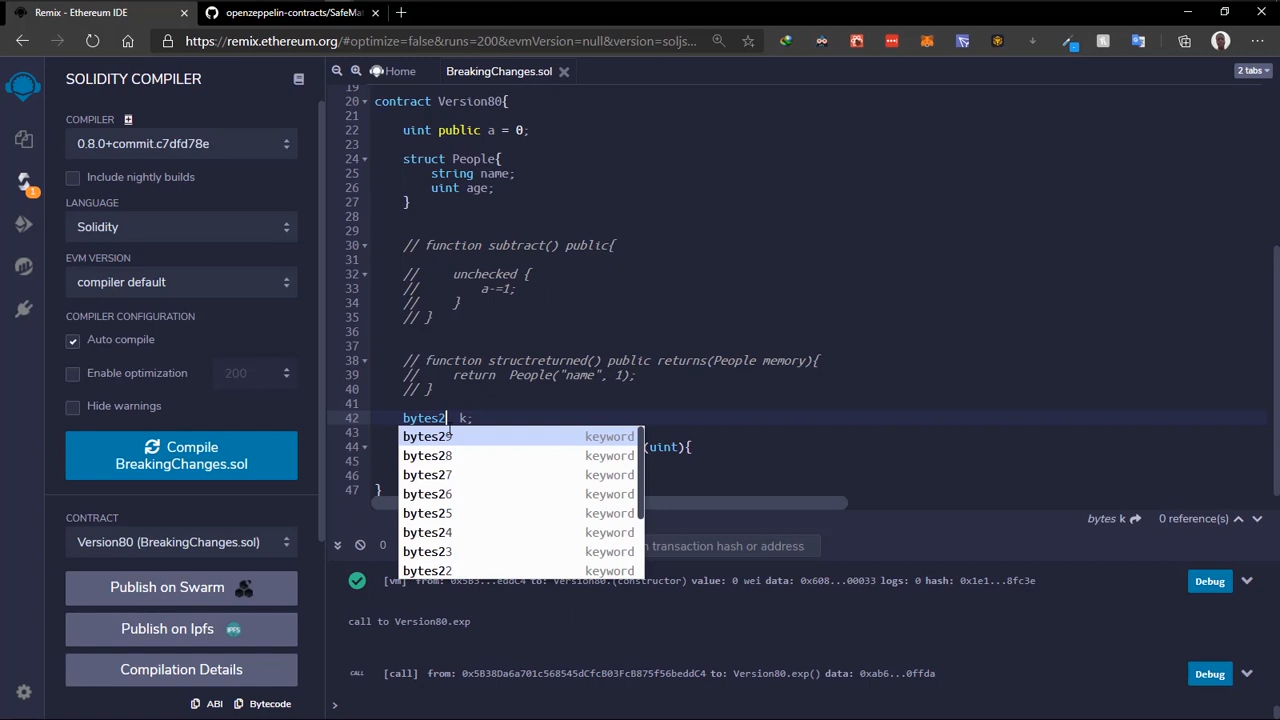 Remix - Ethereum IDE
openzeppelin-contracts/SafeMat
https://remix.ethereum.org/#optimize=false&runs=200&evmVersion=null&version=soljs...
SOLIDITY COMPILER
COMPILER
0.8.0+commit.c7dfd78e
Include nightly builds
LANGUAGE
Solidity
EVM VERSION
compiler default
COMPILER CONFIGURATION
Auto compile
Enable optimization
200
Hide warnings
Compile
BreakingChanges.sol
CONTRACT
Version80 (BreakingChanges.sol)
Publish on Swarm
Publish on Ipfs
IPFS
Compilation Details
ABI
Bytecode
1
Home
BreakingChanges.sol
2 tabs
19
20 contract Version80{
21
22 uint public a = 0;
23
24 struct People{
25 string name;
26 uint age;
27 }
28
29
30 // function subtract() public{
31
32 // unchecked {
33 // a-=1;
34 // }
35 // }
36
37
38 // function structreturned() public returns(People memory){
39 // return People("name", 1);
40 // }
41
42 bytes2 k;
43
44 (uint){
45
46
47 }
bytes29 keyword
bytes28 keyword
bytes27 keyword
bytes26 keyword
bytes25 keyword
bytes24 keyword
bytes23 keyword
bytes22 keyword
bytes k
0 reference(s)
0
n transaction hash or address
[vm] from: 0x5B3...eddC4 to: Version80.(constructor) value: 0 wei data: 0x608...00033 logs: 0 hash: 0x1e1...8fc3e
Debug
call to Version80.exp
CALL
[call] from: 0x5B38Da6a701c568545dCfcB03FcB875f56beddC4 to: Version80.exp() data: 0xab6...0ffda
Debug
>